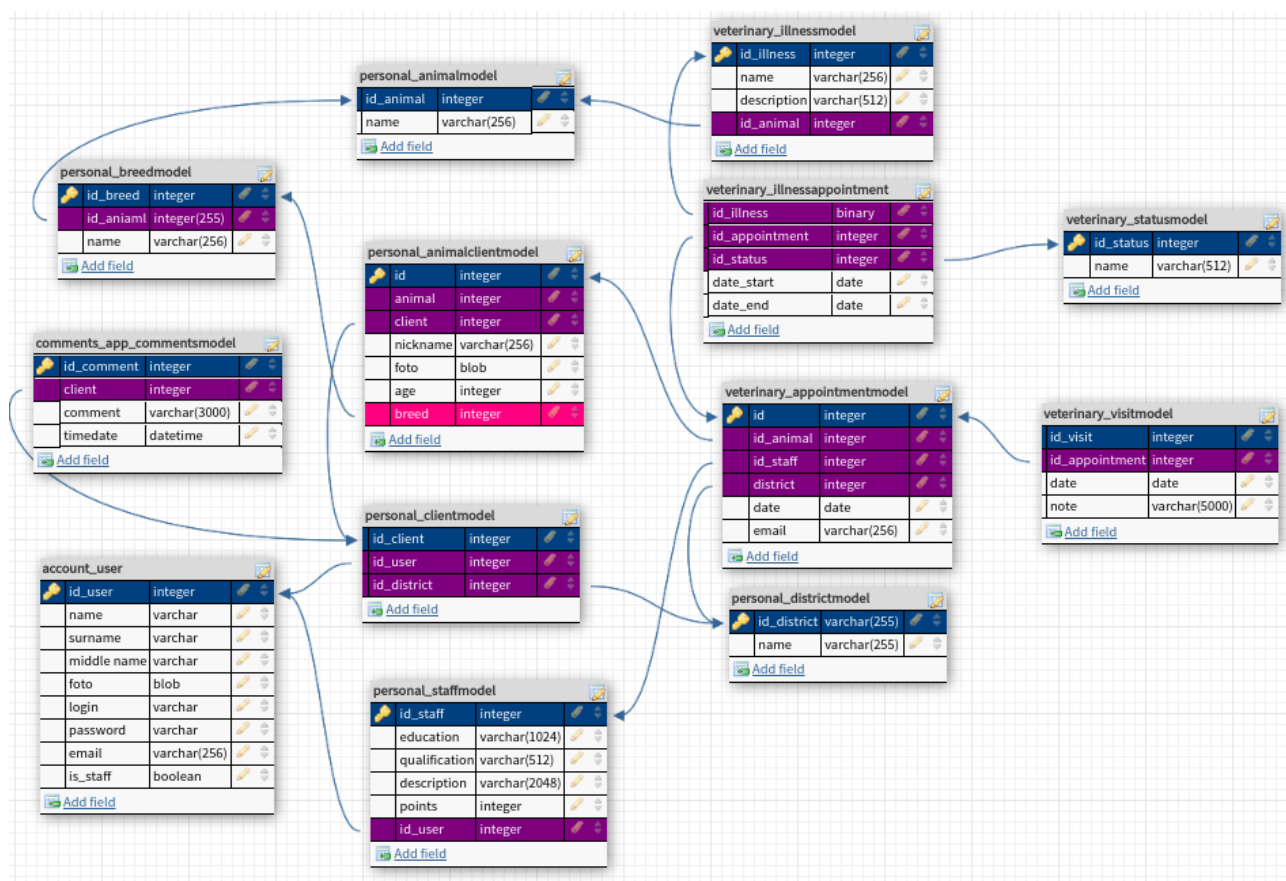 veterinary_illnessmodel
id_illness integer
name varchar(256)
description varchar(512)
id_animal integer
Add field
personal_animalmodel
id_animal integer
name varchar(256)
Add field
personal_breedmodel
id_breed integer
id_aniaml integer(255)
name varchar(256)
Add field
veterinary_illnessappointment
id_illness binary
id_appointment integer
id_status integer
date_start date
date_end date
Add field
veterinary_statusmodel
id_status integer
name varchar(512)
Add field
personal_animalclientmodel
id integer
animal integer
client integer
nickname varchar(256)
foto blob
age integer
breed integer
Add field
comments_app_commentsmodel
id_comment integer
client integer
comment varchar(3000)
timedate datetime
Add field
veterinary_appointmentmodel
id integer
id_animal integer
id_staff integer
district integer
date date
email varchar(256)
Add field
veterinary_visitmodel
id_visit integer
id_appointment integer
date date
note varchar(5000)
Add field
personal_clientmodel
id_client integer
id_user integer
id_district integer
Add field
account_user
id_user integer
name varchar
surname varchar
middle name varchar
foto blob
login varchar
password varchar
email varchar(256)
is_staff boolean
Add field
personal_districtmodel
id_district varchar(255)
name varchar(255)
Add field
personal_staffmodel
id_staff integer
education varchar(1024)
qualification varchar(512)
description varchar(2048)
points integer
id_user integer
Add field